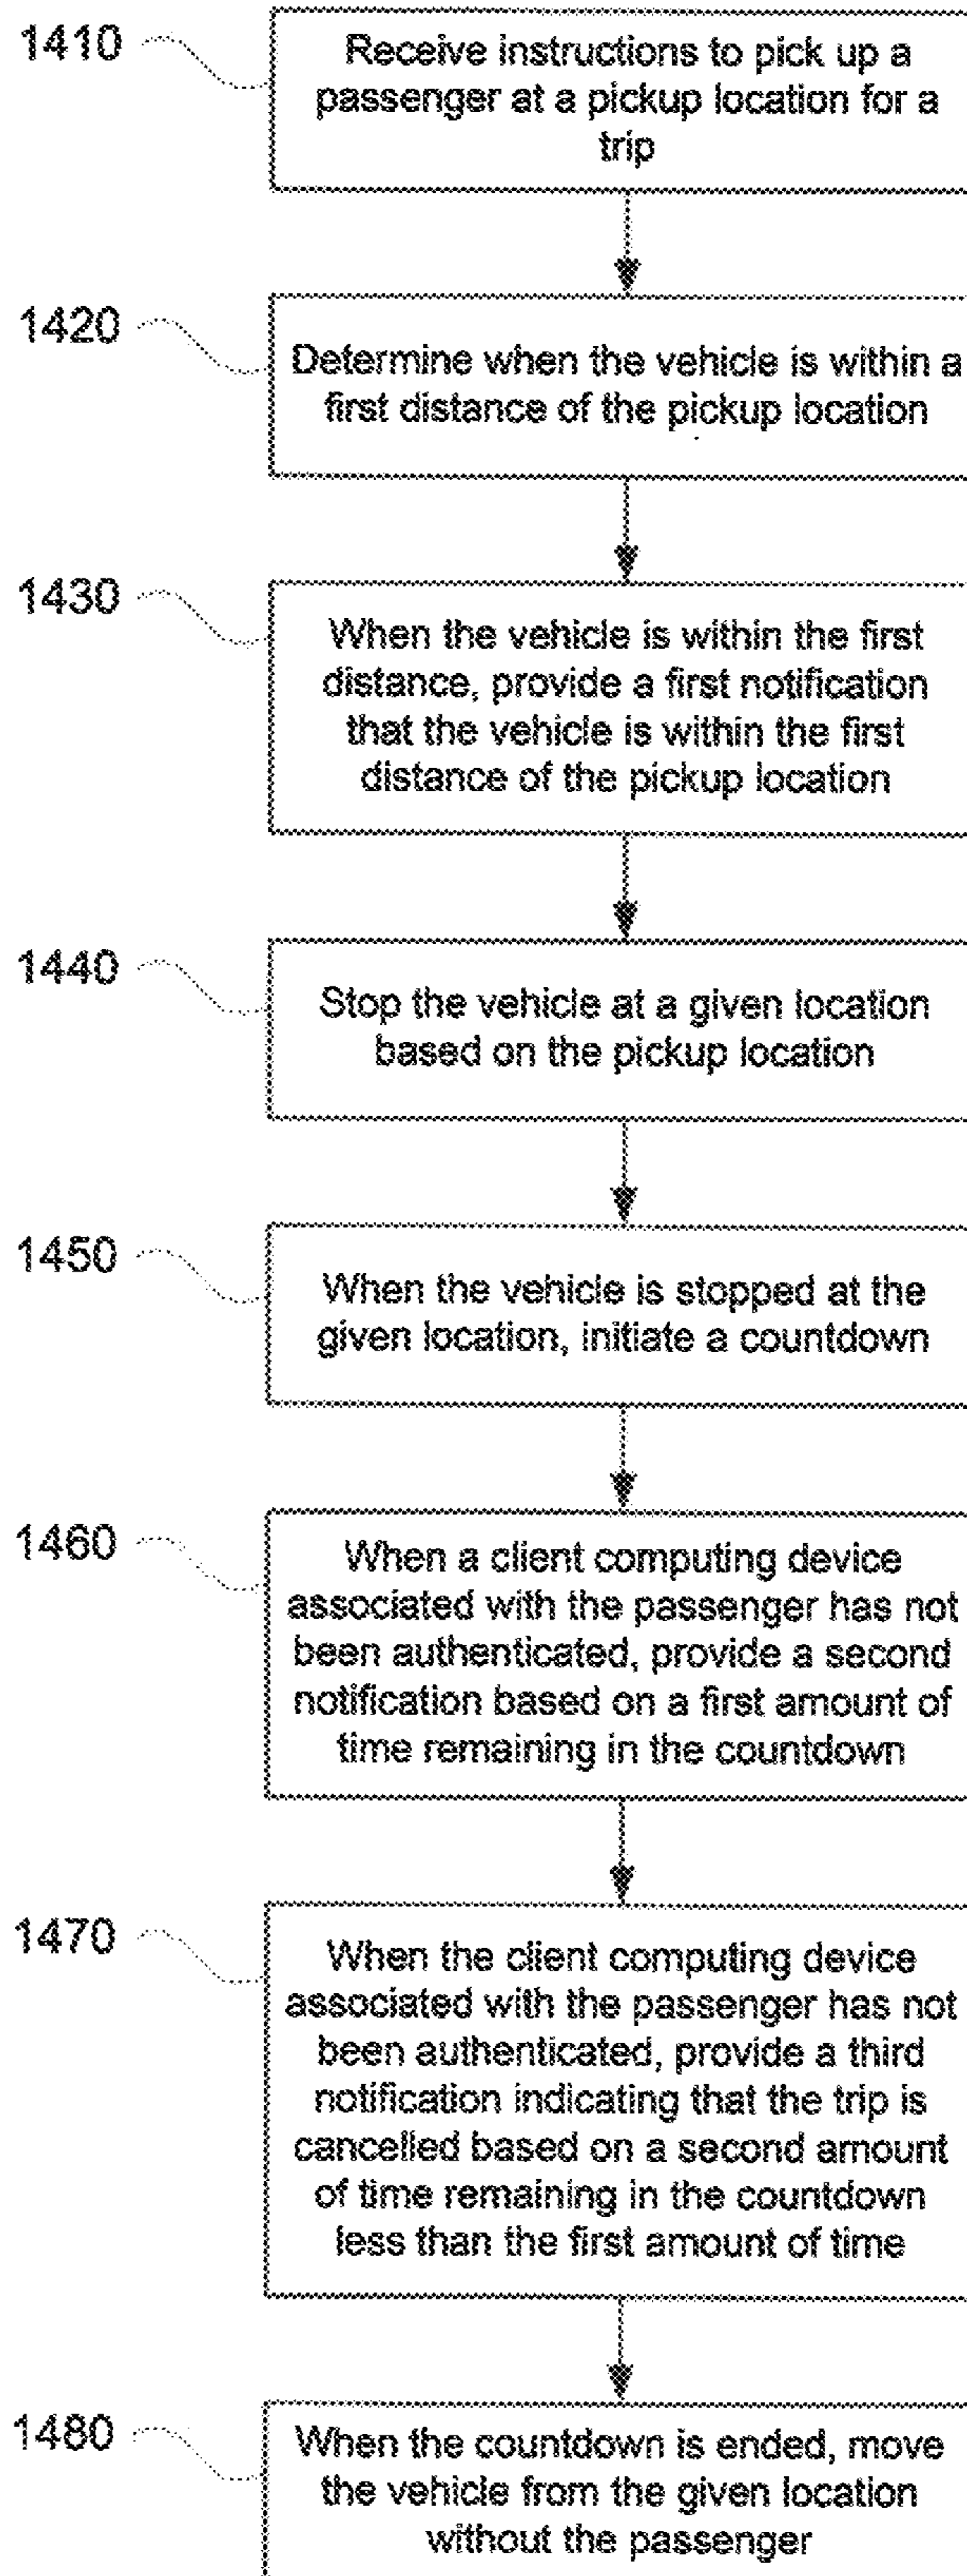 1410
Receive instructions to pick up a
passenger at a pickup location for a
trip
1420
Determine when the vehicle is within a
first distance of the pickup location
1430
When the vehicle is within the first
distance, provide a first notification
that the vehicle is within the first
distance of the pickup location
1440
Stop the vehicle at a given location
based on the pickup location
1450
When the vehicle is stopped at the
given location, initiate a countdown
1460
When a client computing device
associated with the passenger has not
been authenticated, provide a second
notification based on a first amount of
time remaining in the countdown
1470
When the client computing device
associated with the passenger has not
been authenticated, provide a third
notification indicating that the trip is
cancelled based on a second amount
of time remaining in the countdown
less than the first amount of time
1480
When the countdown is ended, move
the vehicle from the given location
without the passenger